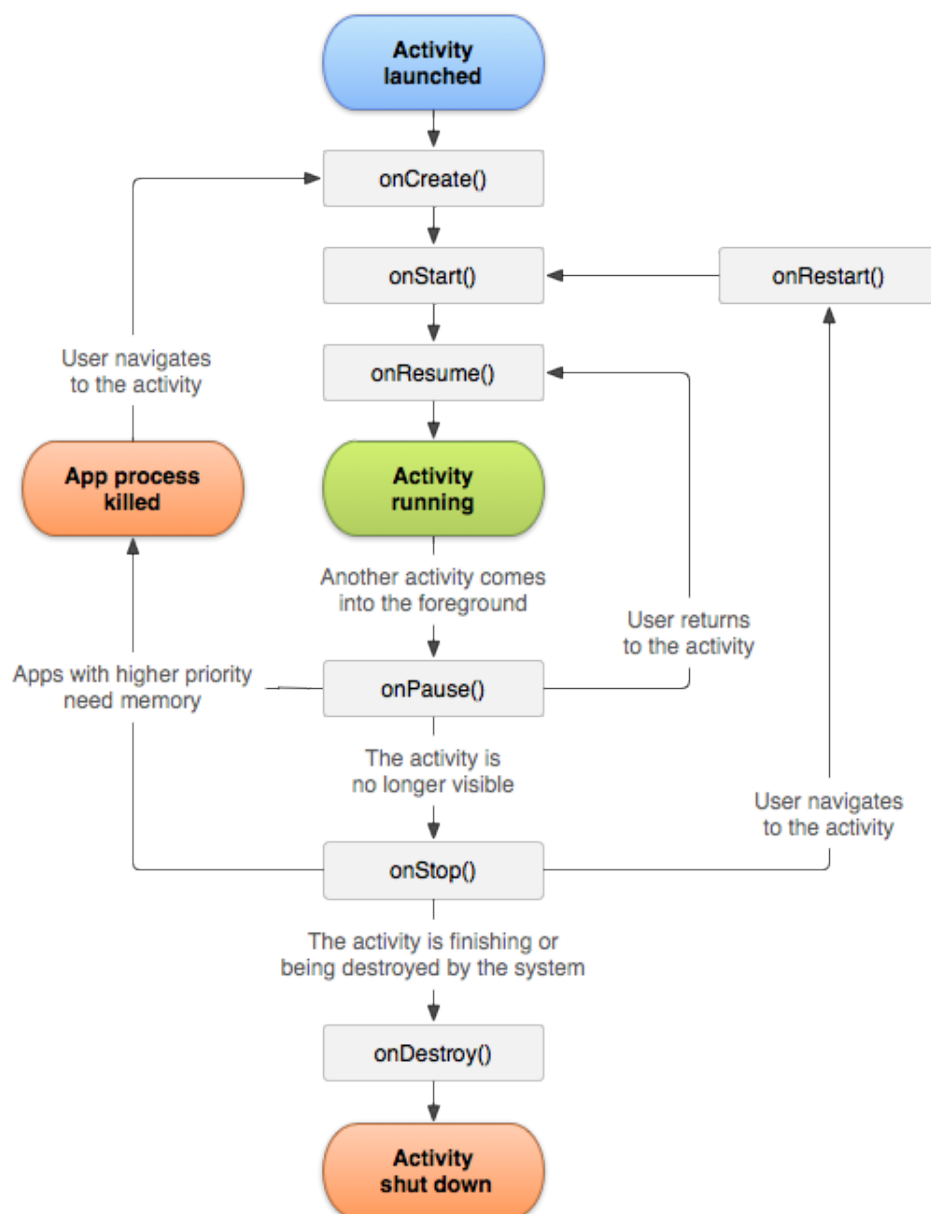 Activity
launched
onCreate()
onStart()
onRestart()
onResume()
User navigates
to the activity
App process
killed
Activity
running
Another activity comes
into the foreground
User returns
to the activity
Apps with higher priority
need memory
onPause()
The activity is
no longer visible
User navigates
to the activity
onStop()
The activity is finishing or
being destroyed by the system
onDestroy()
Activity
shut down